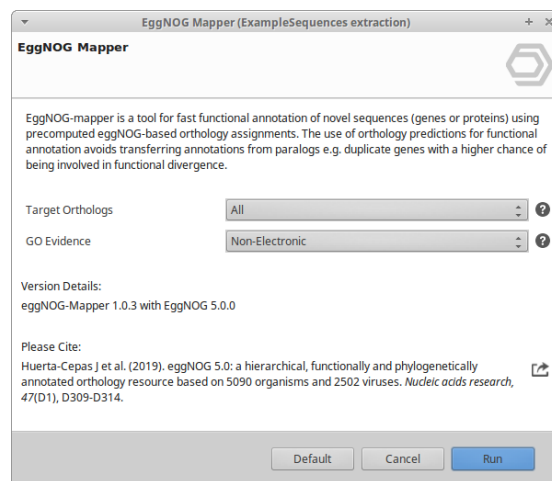 EggNOG Mapper (ExampleSequences extraction)
EggNOG Mapper
EggNOG-mapper is a tool for fast functional annotation of novel sequences (genes or proteins) using
precomputed eggNOG-based orthology assignments. The use of orthology predictions for functional
annotation avoids transferring annotations from paralogs e.g. duplicate genes with a higher chance of
being involved in functional divergence.
Target Orthologs All
GO Evidence Non-Electronic
Version Details:
eggNOG-Mapper 1.0.3 with EggNOG 5.0.0
Please Cite:
Huerta-Cepas J et al. (2019). eggNOG 5.0: a hierarchical, functionally and phylogenetically
annotated orthology resource based on 5090 organisms and 2502 viruses. Nucleic acids research,
47(D1), D309-D314.
Default Cancel Run